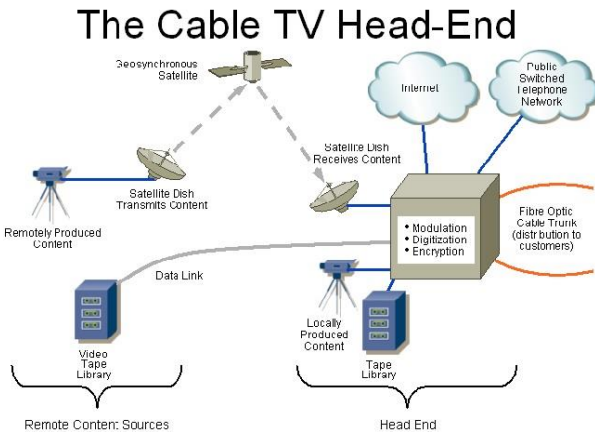 The Cable TV Head-End
Geosynchronous
Satellite
Internet
Public
Switched
Telephone
Network
Satellite Dish
Transmits Content
Satellite Dish
Receives Content
Remotely Produced
Content
• Modulation
• Digitization
• Encryption
Fibre Optic
Cable Trunk
(distribution to
customers)
Data Link
Video
Tape
Library
Locally
Produced
Content
Tape
Library
Remote Content Sources
Head End